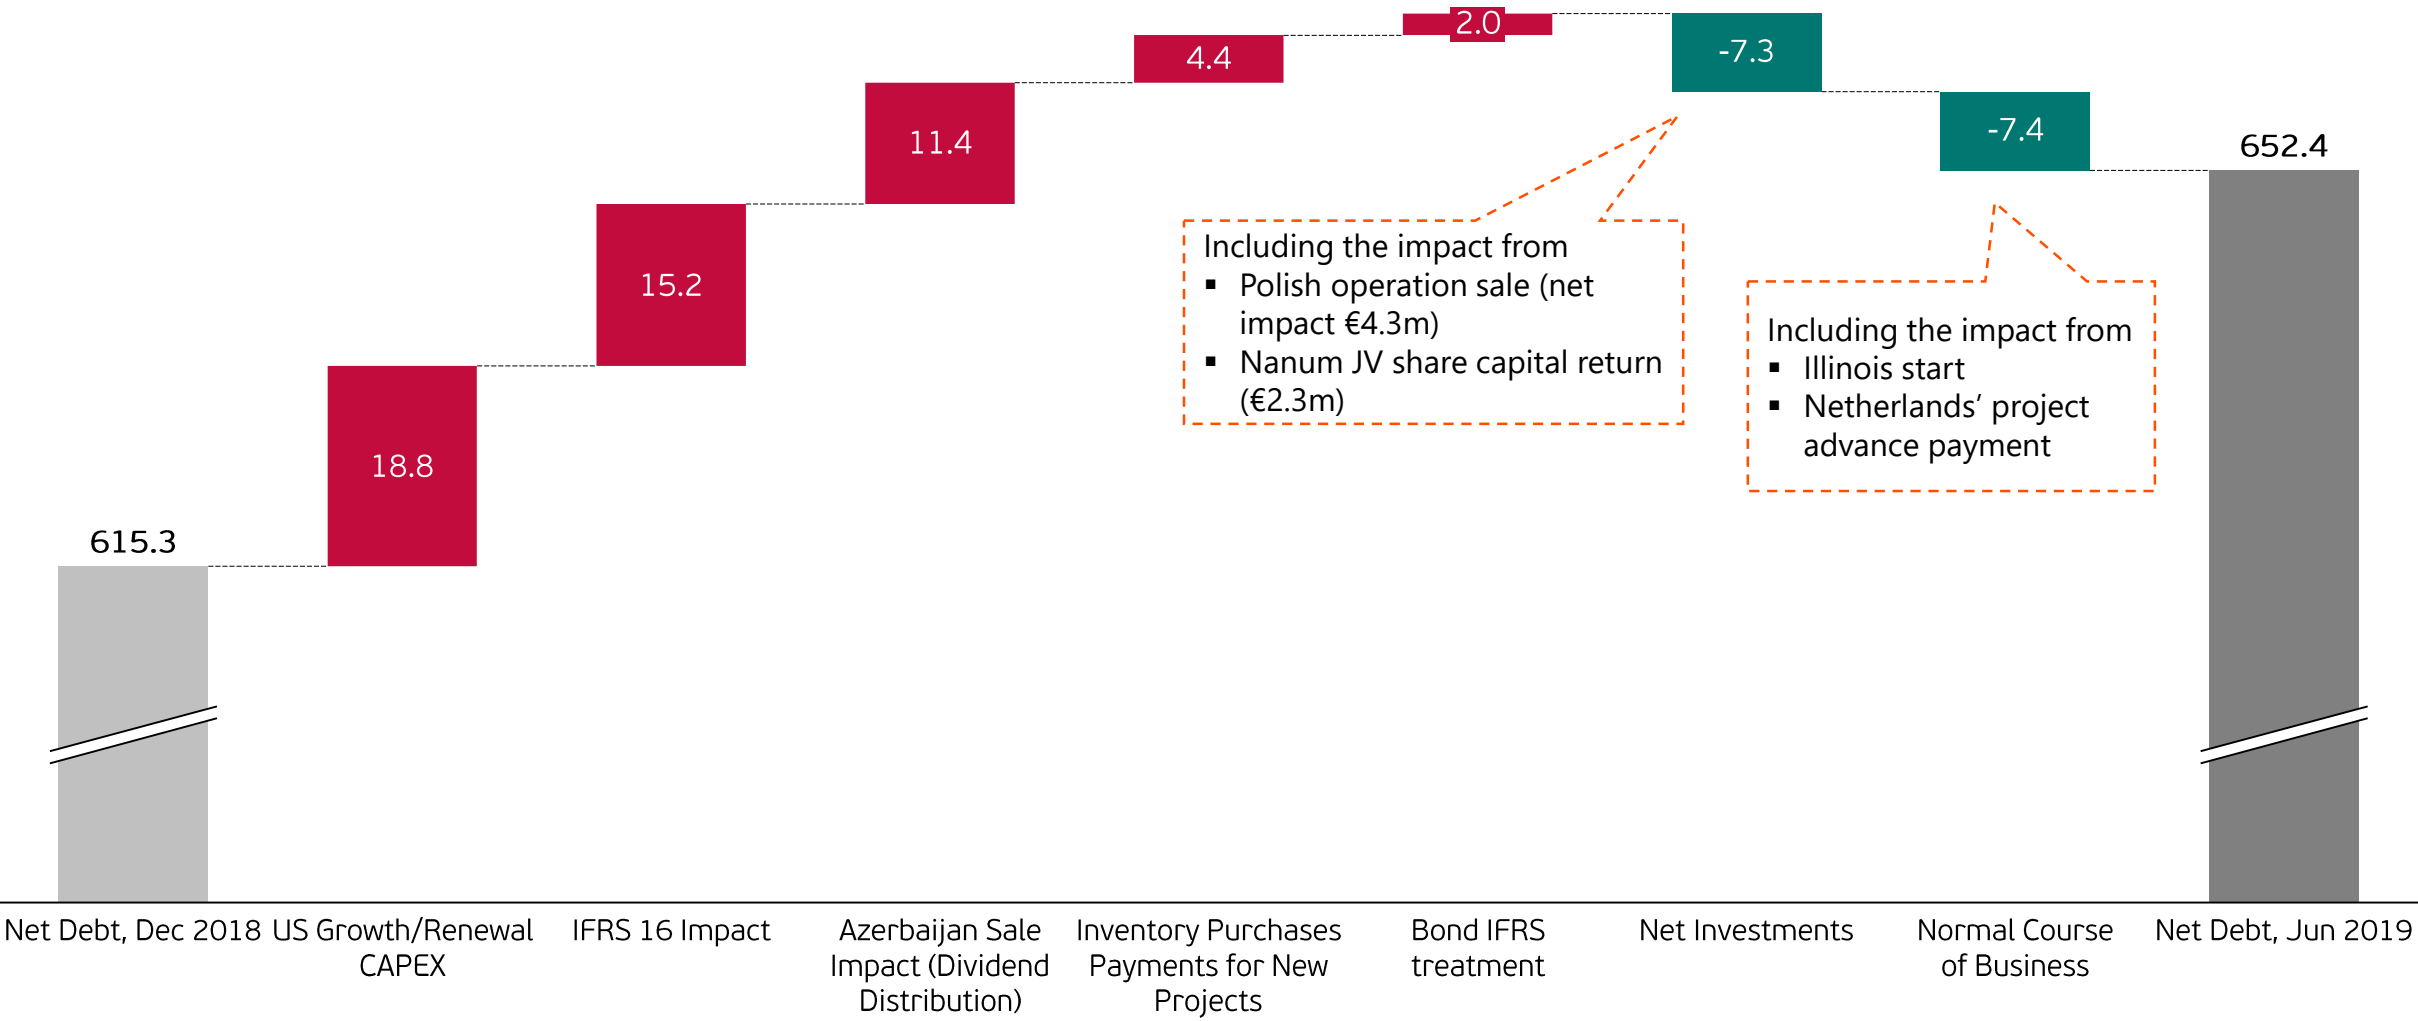 2.0
4.4
-7.3
11.4
-7.4
652.4
Including the impact from
▪ Polish operation sale (net
impact €4.3m)
▪ Nanum JV share capital return
(€2.3m)
15.2
Including the impact from
▪ Illinois start
▪ Netherlands’ project
advance payment
18.8
615.3
Net Debt, Dec 2018
US Growth/Renewal
CAPEX
IFRS 16 Impact
Azerbaijan Sale
Impact (Dividend
Distribution)
Inventory Purchases
Payments for New
Projects
Bond IFRS
treatment
Net Investments
Normal Course
of Business
Net Debt, Jun 2019